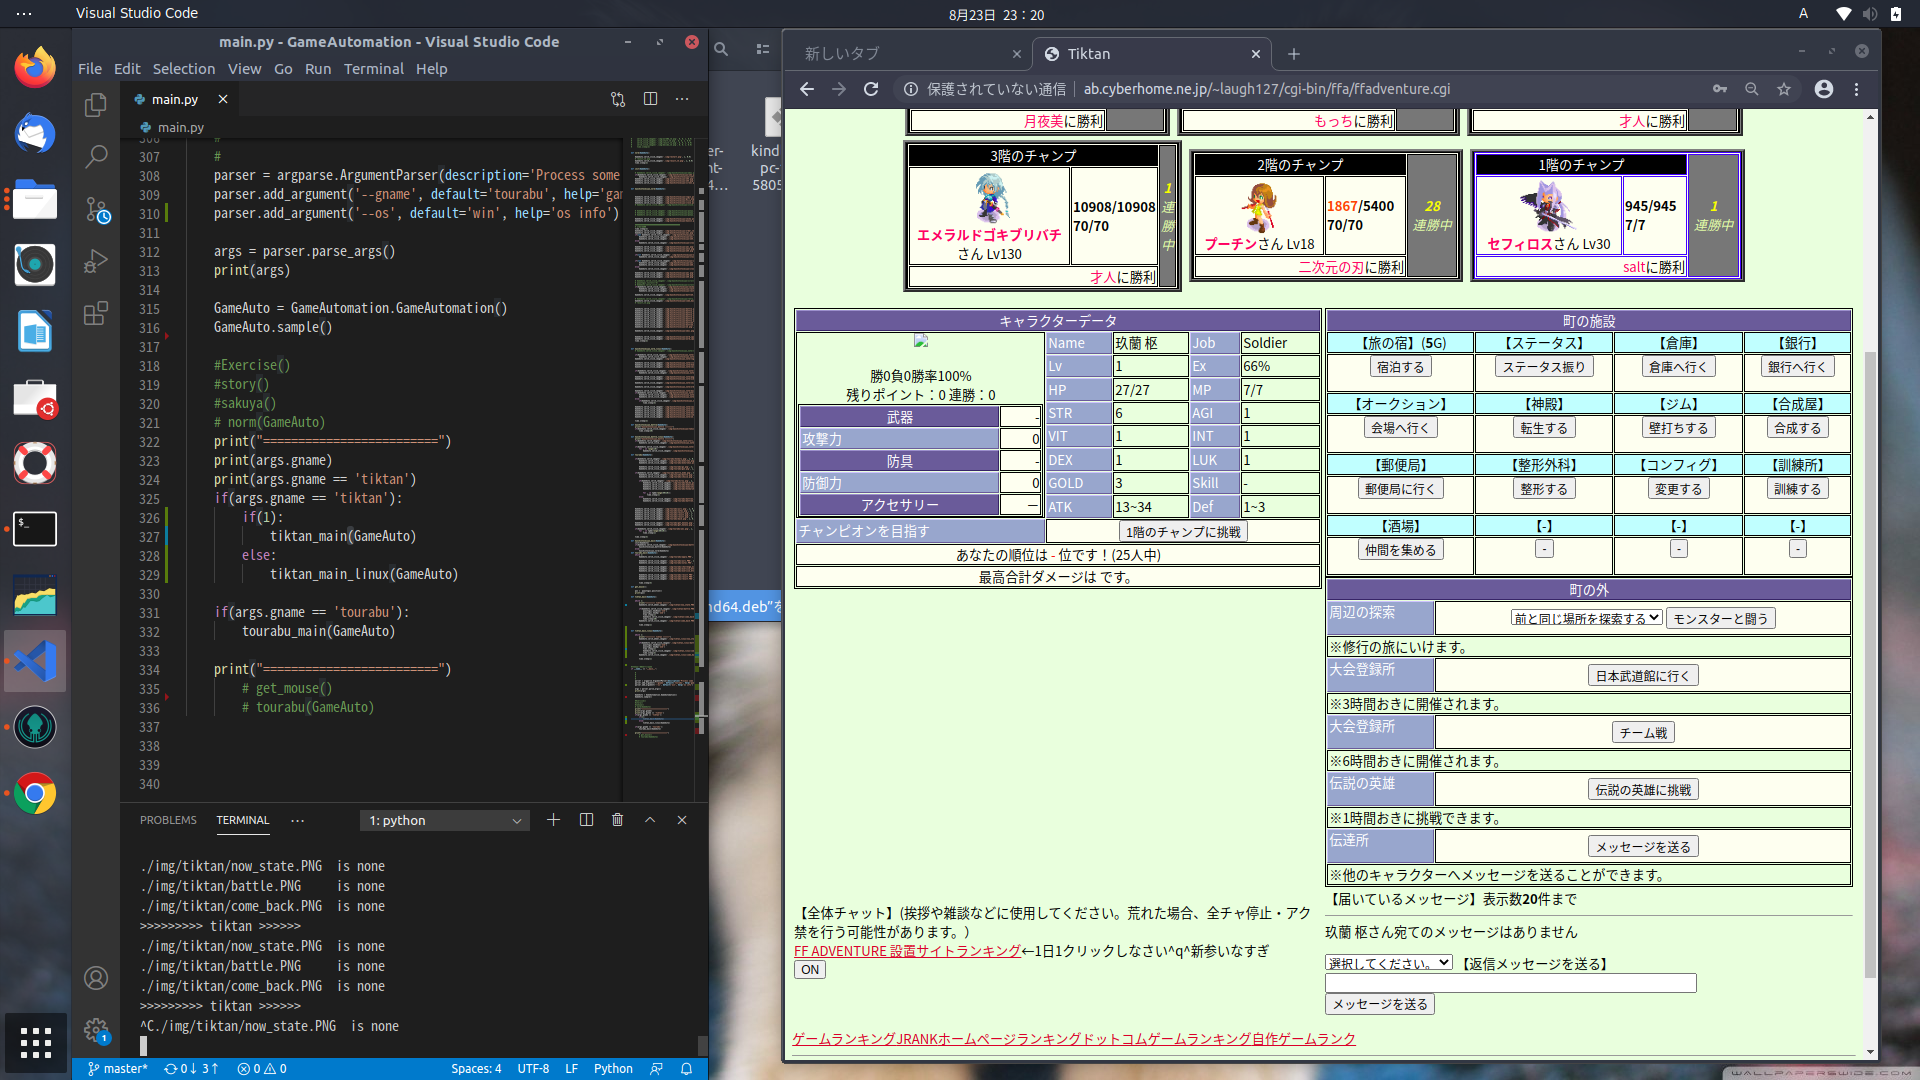 Visual Studio Code
8月23日 23：20
A
main.py - GameAutomation - Visual Studio Code
File Edit Selection View Go Run Terminal Help
main.py
main.py
306 #
307 #
308 parser = argparse.ArgumentParser(description='Process some
309 parser.add_argument('--gname', default='tourabu', help='gam
310 parser.add_argument('--os', default='win', help='os info')
311
312 args = parser.parse_args()
313 print(args)
314
315 GameAuto = GameAutomation.GameAutomation()
316 GameAuto.sample()
317
318 #Exercise()
319 #story()
320 #sakuya()
321 # norm(GameAuto)
322 print("=========================")
323 print(args.gname)
324 print(args.gname == 'tiktan')
325 if(args.gname == 'tiktan'):
326 if(1):
327 tiktan_main(GameAuto)
328 else:
329 tiktan_main_linux(GameAuto)
330
331 if(args.gname == 'tourabu'):
332 tourabu_main(GameAuto)
333
334 print("=========================")
335 # get_mouse()
336 # tourabu(GameAuto)
337
338
339
340
PROBLEMS TERMINAL ··· 1: python
./img/tiktan/now_state.PNG is none
./img/tiktan/battle.PNG is none
./img/tiktan/come_back.PNG is none
>>>>>>>>> tiktan >>>>>>
./img/tiktan/now_state.PNG is none
./img/tiktan/battle.PNG is none
./img/tiktan/come_back.PNG is none
>>>>>>>>> tiktan >>>>>>
^C./img/tiktan/now_state.PNG is none
master* 0↓ 3↑ 0 0 Spaces: 4 UTF-8 LF Python
1
kind
pc-
5805
nd64.deb"を
新しいタブ
Tiktan
保護されていない通信 | ab.cyberhome.ne.jp/~laugh127/cgi-bin/ffa/ffadventure.cgi
月夜美に勝利
もっちに勝利
才人に勝利
3階のチャンプ
エメラルドゴキブリバチ
さん Lv130
10908/10908
70/70
1
連勝中
才人に勝利
2階のチャンプ
プーチンさん Lv18
1867/5400
70/70
28
連勝中
二次元の刃に勝利
1階のチャンプ
セフィロスさん Lv30
945/945
7/7
1
連勝中
saltに勝利
キャラクターデータ
勝0負0勝率100%
残りポイント：0 連勝：0
武器 -
攻撃力 0
防具 -
防御力 0
アクセサリー ー
Name 玖蘭 枢 Job Soldier
Lv 1 Ex 66%
HP 27/27 MP 7/7
STR 6 AGI 1
VIT 1 INT 1
DEX 1 LUK 1
GOLD 3 Skill -
ATK 13~34 Def 1~3
チャンピオンを目指す 1階のチャンプに挑戦
あなたの順位は - 位です！(25人中)
最高合計ダメージは です。
町の施設
【旅の宿】(5G) 【ステータス】 【倉庫】 【銀行】
宿泊する ステータス振り 倉庫へ行く 銀行へ行く
【オークション】 【神殿】 【ジム】 【合成屋】
会場へ行く 転生する 壁打ちする 合成する
【郵便局】 【整形外科】 【コンフィグ】 【訓練所】
郵便局に行く 整形する 変更する 訓練する
【酒場】 【-】 【-】 【-】
仲間を集める - - -
町の外
周辺の探索 前と同じ場所を探索する モンスターと闘う
※修行の旅にいけます。
大会登録所 日本武道館に行く
※3時間おきに開催されます。
大会登録所 チーム戦
※6時間おきに開催されます。
伝説の英雄 伝説の英雄に挑戦
※1時間おきに挑戦できます。
伝達所 メッセージを送る
※他のキャラクターへメッセージを送ることができます。
【全体チャット】(挨拶や雑談などに使用してください。荒れた場合、全チャ停止・アク
禁を行う可能性があります。)
FF ADVENTURE 設置サイトランキング←1日1クリックしなさい^q^新参いなすぎ
ON
【届いているメッセージ】表示数20件まで
玖蘭 枢さん宛てのメッセージはありません
選択してください。 【返信メッセージを送る】
メッセージを送る
ゲームランキングJRANKホームページランキングドットコムゲームランキング自作ゲームランク
WALLPAPERSWIDE.COM